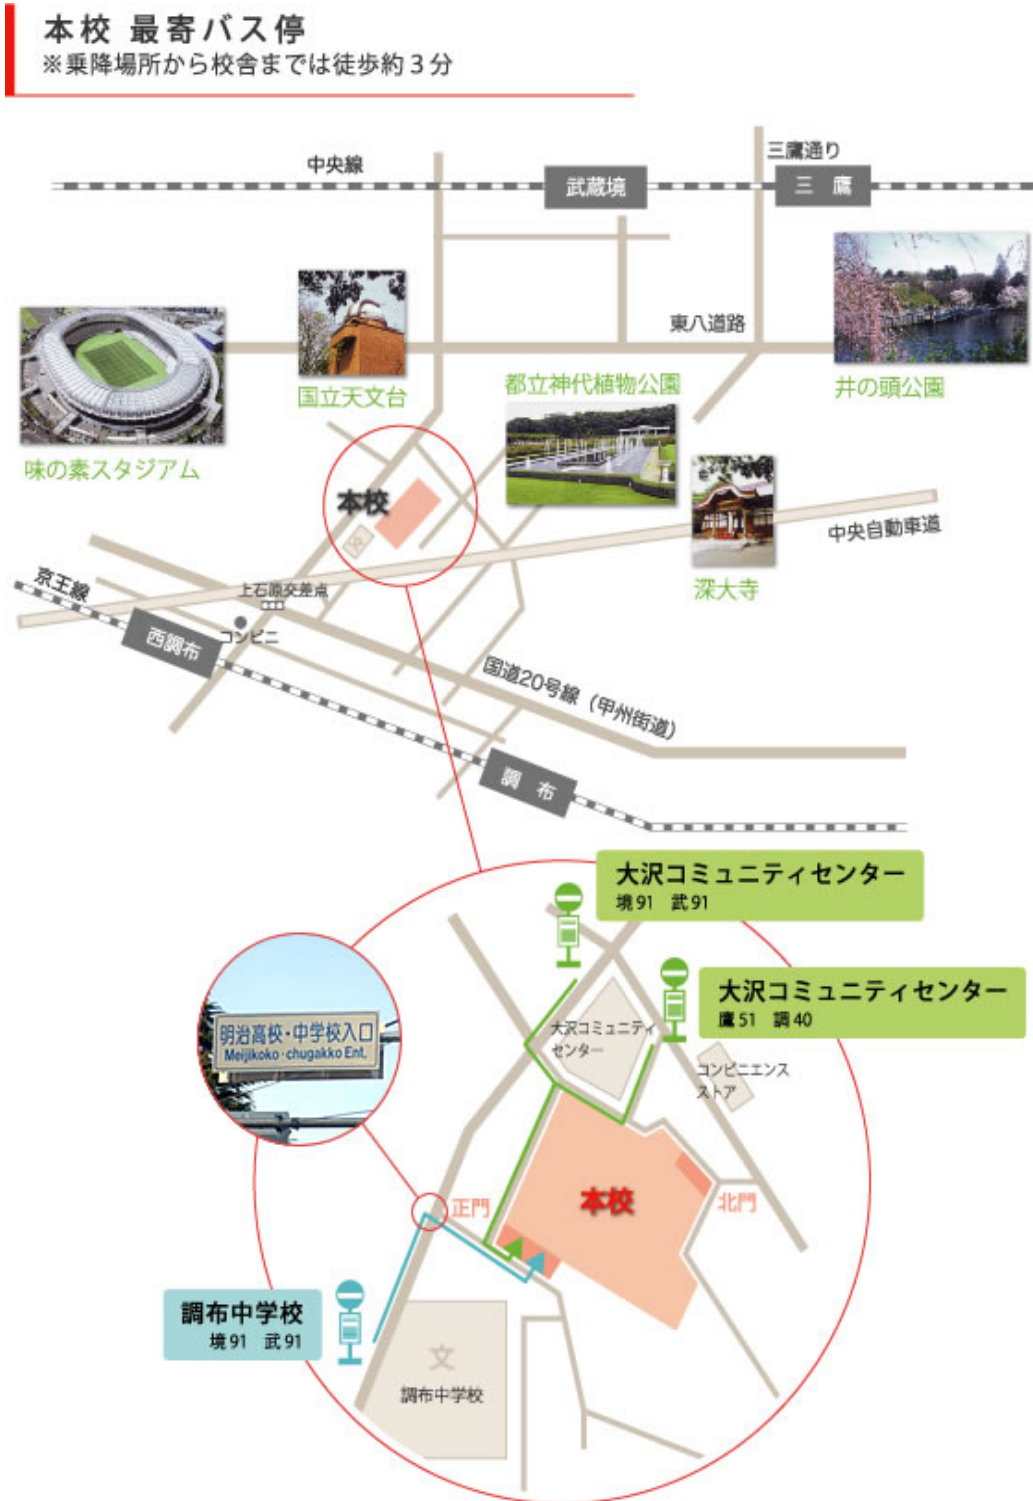 本校 最寄バス停
※乗降場所から校舎までは徒歩約3分
三鷹通り
中央線
武蔵境
三 鷹
東八道路
国立天文台
都立神代植物公園
井の頭公園
味の素スタジアム
本校
文
中央自動車道
京王線
上石原交差点
深大寺
コンビニ
西調布
国道20号線（甲州街道）
調 布
大沢コミュニティセンター
境91 武91
大沢コミュニティセンター
鷹51 調40
明治高校・中学校入口
Meijikoko・chugakko Ent.
大沢コミュニティ
センター
コンビニエンス
ストア
本校
正門
北門
調布中学校
境91 武91
文
調布中学校